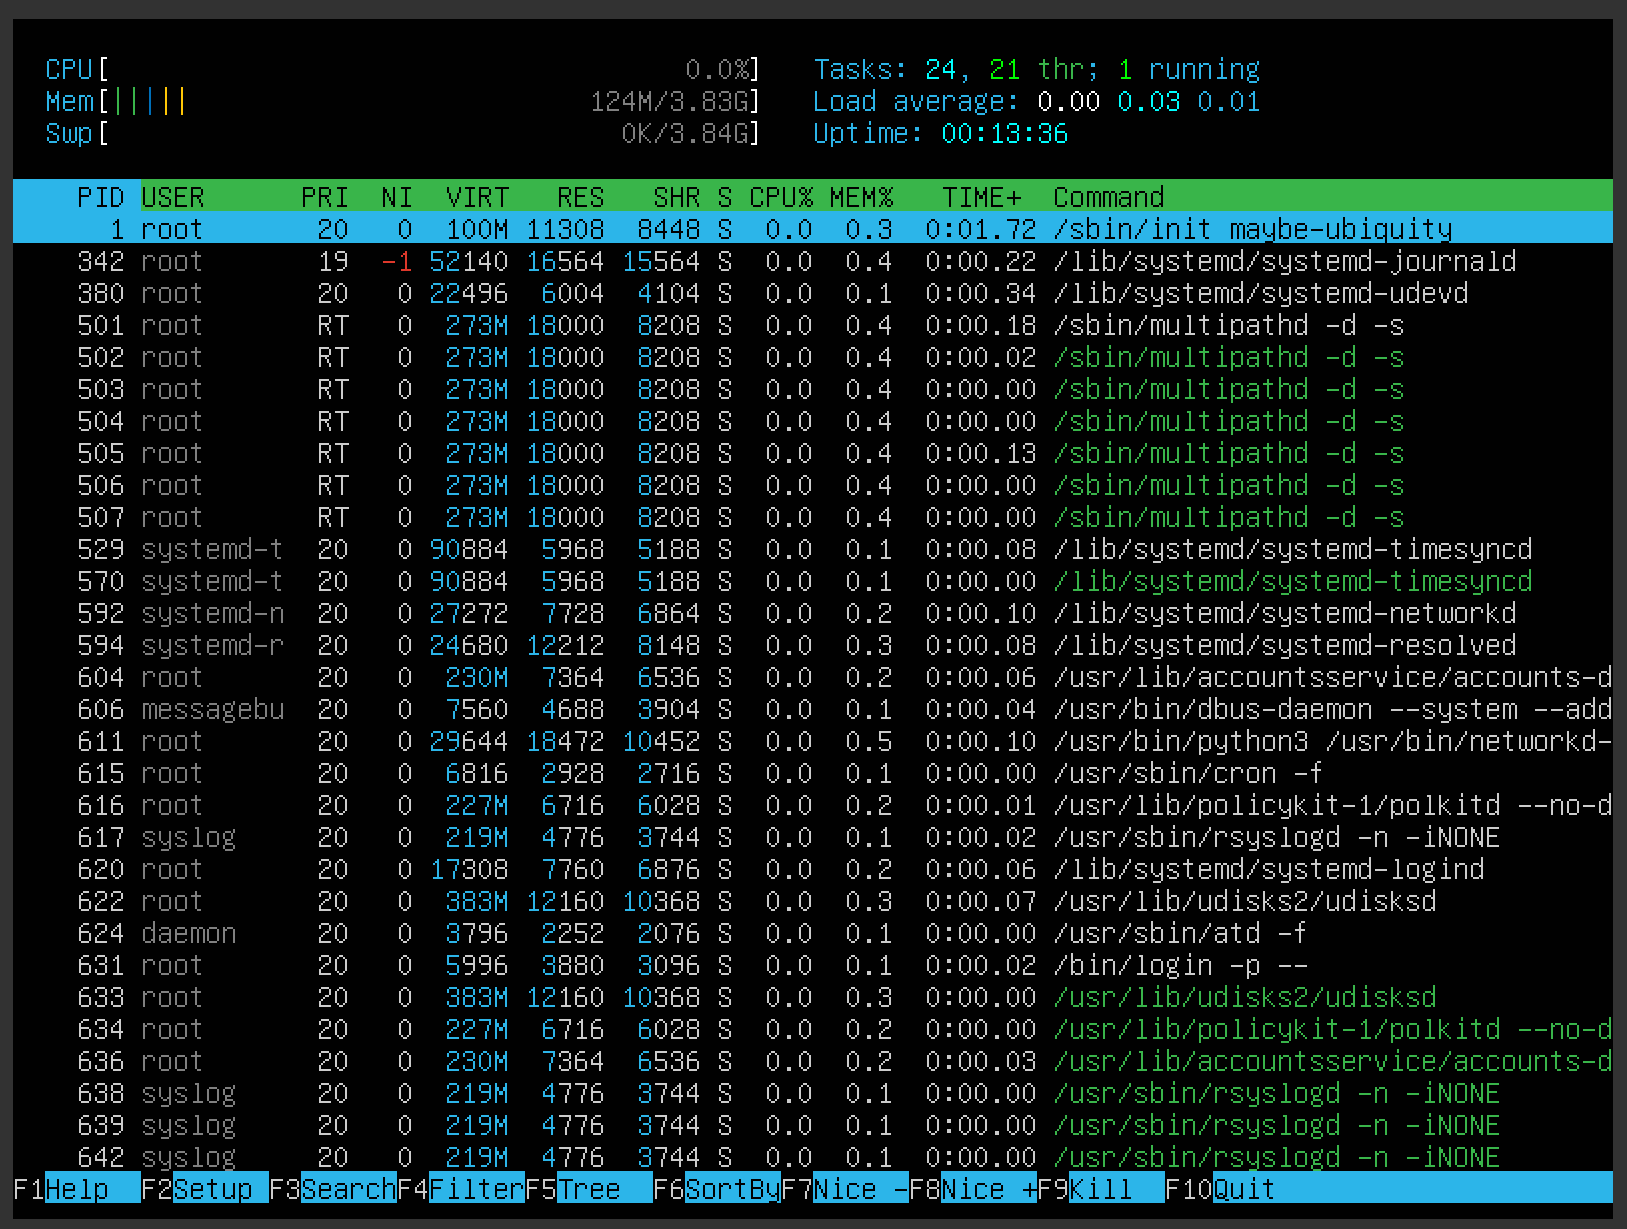 CPU[ 0.0%] Tasks: 24, 21 thr; 1 running
Mem[||||| 124M/3.83G] Load average: 0.00 0.03 0.01
Swp[ 0K/3.84G] Uptime: 00:13:36
PID USER PRI NI VIRT RES SHR S CPU% MEM% TIME+ Command
1 root 20 0 100M 11308 8448 S 0.0 0.3 0:01.72 /sbin/init maybe-ubiquity
342 root 19 -1 52140 16564 15564 S 0.0 0.4 0:00.22 /lib/systemd/systemd-journald
380 root 20 0 22496 6004 4104 S 0.0 0.1 0:00.34 /lib/systemd/systemd-udevd
501 root RT 0 273M 18000 8208 S 0.0 0.4 0:00.18 /sbin/multipathd -d -s
502 root RT 0 273M 18000 8208 S 0.0 0.4 0:00.02 /sbin/multipathd -d -s
503 root RT 0 273M 18000 8208 S 0.0 0.4 0:00.00 /sbin/multipathd -d -s
504 root RT 0 273M 18000 8208 S 0.0 0.4 0:00.00 /sbin/multipathd -d -s
505 root RT 0 273M 18000 8208 S 0.0 0.4 0:00.13 /sbin/multipathd -d -s
506 root RT 0 273M 18000 8208 S 0.0 0.4 0:00.00 /sbin/multipathd -d -s
507 root RT 0 273M 18000 8208 S 0.0 0.4 0:00.00 /sbin/multipathd -d -s
529 systemd-t 20 0 90884 5968 5188 S 0.0 0.1 0:00.08 /lib/systemd/systemd-timesyncd
570 systemd-t 20 0 90884 5968 5188 S 0.0 0.1 0:00.00 /lib/systemd/systemd-timesyncd
592 systemd-n 20 0 27272 7728 6864 S 0.0 0.2 0:00.10 /lib/systemd/systemd-networkd
594 systemd-r 20 0 24680 12212 8148 S 0.0 0.3 0:00.08 /lib/systemd/systemd-resolved
604 root 20 0 230M 7364 6536 S 0.0 0.2 0:00.06 /usr/lib/accountsservice/accounts-d
606 messagebu 20 0 7560 4688 3904 S 0.0 0.1 0:00.04 /usr/bin/dbus-daemon --system --add
611 root 20 0 29644 18472 10452 S 0.0 0.5 0:00.10 /usr/bin/python3 /usr/bin/networkd-
615 root 20 0 6816 2928 2716 S 0.0 0.1 0:00.00 /usr/sbin/cron -f
616 root 20 0 227M 6716 6028 S 0.0 0.2 0:00.01 /usr/lib/policykit-1/polkitd --no-d
617 syslog 20 0 219M 4776 3744 S 0.0 0.1 0:00.02 /usr/sbin/rsyslogd -n -iNONE
620 root 20 0 17308 7760 6876 S 0.0 0.2 0:00.06 /lib/systemd/systemd-logind
622 root 20 0 383M 12160 10368 S 0.0 0.3 0:00.07 /usr/lib/udisks2/udisksd
624 daemon 20 0 3796 2252 2076 S 0.0 0.1 0:00.00 /usr/sbin/atd -f
631 root 20 0 5996 3880 3096 S 0.0 0.1 0:00.02 /bin/login -p --
633 root 20 0 383M 12160 10368 S 0.0 0.3 0:00.00 /usr/lib/udisks2/udisksd
634 root 20 0 227M 6716 6028 S 0.0 0.2 0:00.00 /usr/lib/policykit-1/polkitd --no-d
636 root 20 0 230M 7364 6536 S 0.0 0.2 0:00.03 /usr/lib/accountsservice/accounts-d
638 syslog 20 0 219M 4776 3744 S 0.0 0.1 0:00.00 /usr/sbin/rsyslogd -n -iNONE
639 syslog 20 0 219M 4776 3744 S 0.0 0.1 0:00.00 /usr/sbin/rsyslogd -n -iNONE
642 syslog 20 0 219M 4776 3744 S 0.0 0.1 0:00.00 /usr/sbin/rsyslogd -n -iNONE
F1Help F2Setup F3SearchF4FilterF5Tree F6SortByF7Nice -F8Nice +F9Kill F10Quit